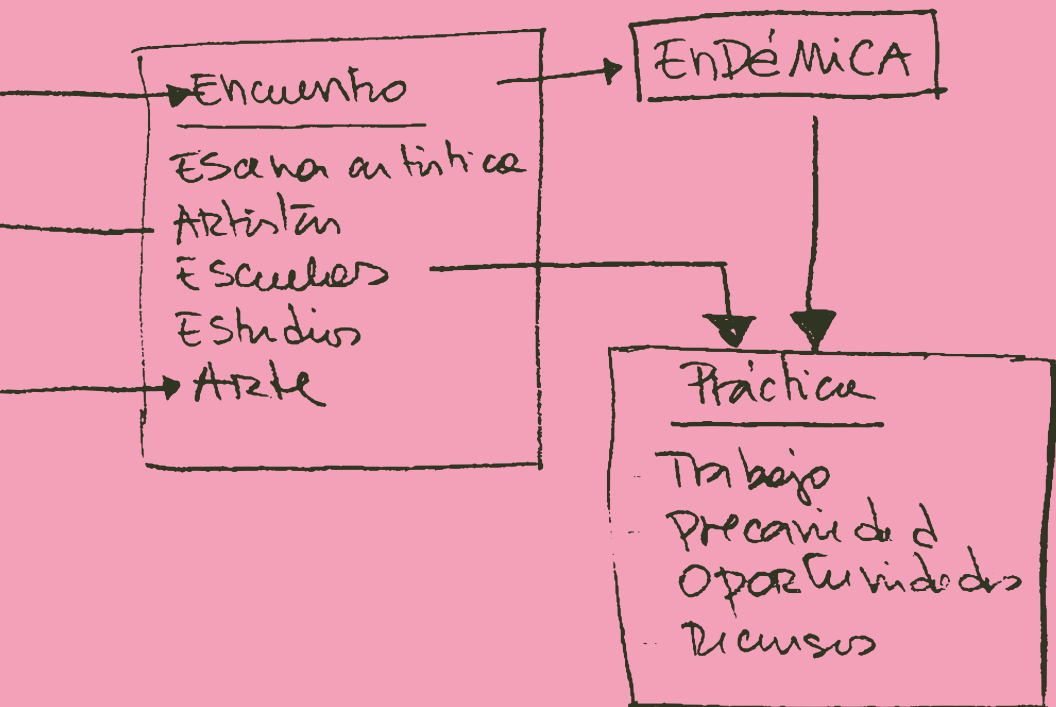 Encuentro
Escena artística
Artistas
Escuelas
Estudios
Arte
EnDéMiCA
Práctica
Trabajo
Precariedad
Oportunidades
Recursos